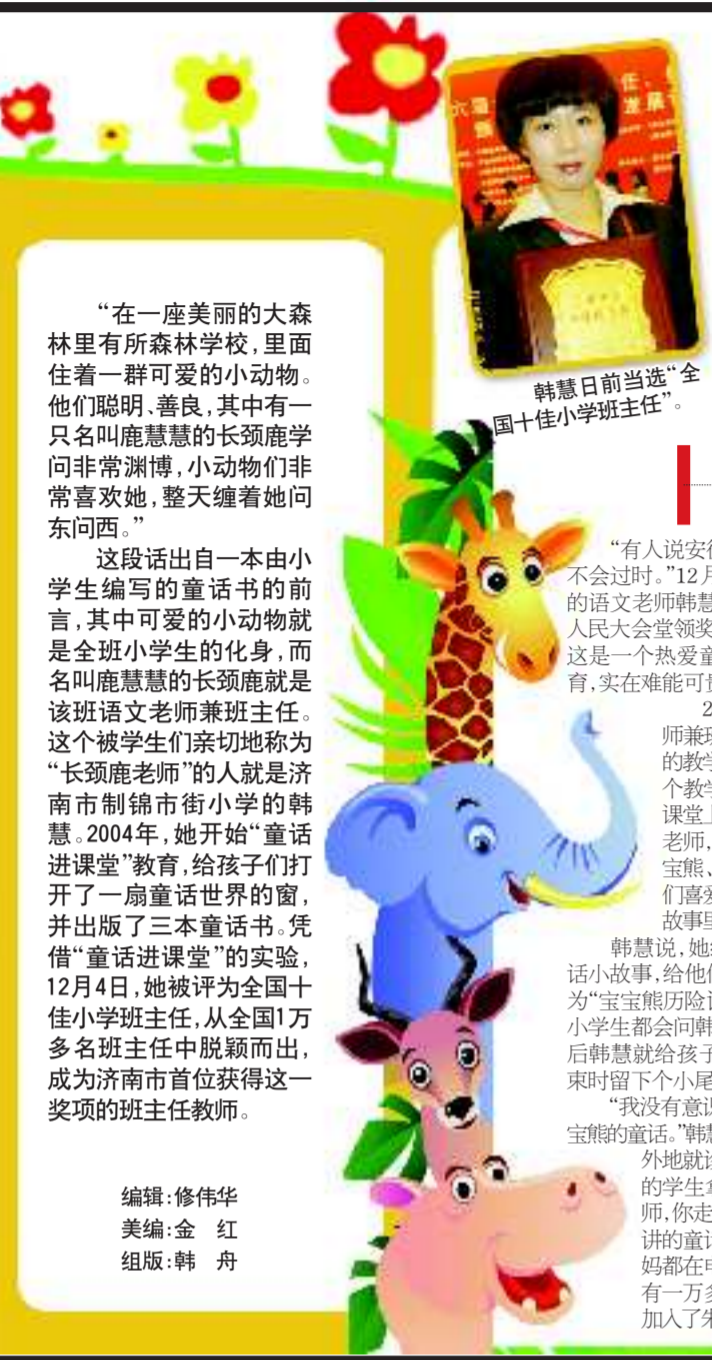 “在一座美丽的大森
林里有所森林学校，里面
住着一群可爱的小动物。
他们聪明、善良，其中有一
只名叫鹿慧慧的长颈鹿学
问非常渊博，小动物们非
常喜欢她，整天缠着她问
东问西。”
这段话出自一本由小
学生编写的童话书的前
言，其中可爱的小动物就
是全班小学生的化身，而
名叫鹿慧慧的长颈鹿就是
该班语文老师兼班主任。
这个被学生们亲切地称为
“长颈鹿老师”的人就是济
南市制锦市街小学的韩
慧。2004年，她开始“童话
进课堂”教育，给孩子们打
开了一扇童话世界的窗，
并出版了三本童话书。凭
借“童话进课堂”的实验，
12月4日，她被评为全国十
佳小学班主任，从全国1万
多名班主任中脱颖而出，
成为济南市首位获得这一
奖项的班主任教师。
编辑：修伟华
美编：金 红
组版：韩 舟
韩慧日前当选“全
国十佳小学班主任”。
“有人说安徒
不会过时。”12月
的语文老师韩慧
人民大会堂领奖
这是一个热爱童
育，实在难能可贵
2
师兼班
的教学
个教学
课堂上
老师，
宝熊、
们喜爱
故事里
韩慧说，她
话小故事，给他们
为“宝宝熊历险记
小学生都会问韩
后韩慧就给孩子
束时留下个小尾
“我没有意识
宝熊的童话。”韩慧
外地就诊
的学生拿
师，你走
讲的童话
妈都在电
有一万多
加入了朱